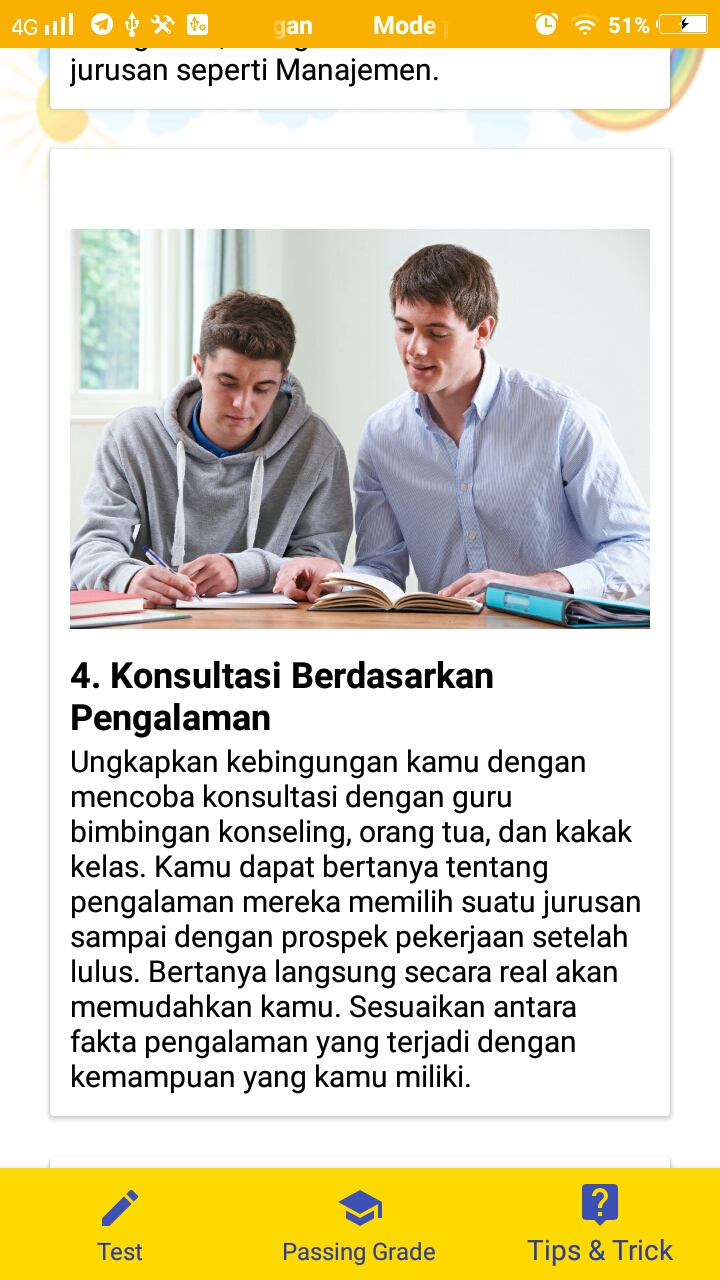 4G gan Mode 51%
jurusan seperti Manajemen.
4. Konsultasi Berdasarkan
Pengalaman
Ungkapkan kebingungan kamu dengan
mencoba konsultasi dengan guru
bimbingan konseling, orang tua, dan kakak
kelas. Kamu dapat bertanya tentang
pengalaman mereka memilih suatu jurusan
sampai dengan prospek pekerjaan setelah
lulus. Bertanya langsung secara real akan
memudahkan kamu. Sesuaikan antara
fakta pengalaman yang terjadi dengan
kemampuan yang kamu miliki.
Test Passing Grade Tips & Trick